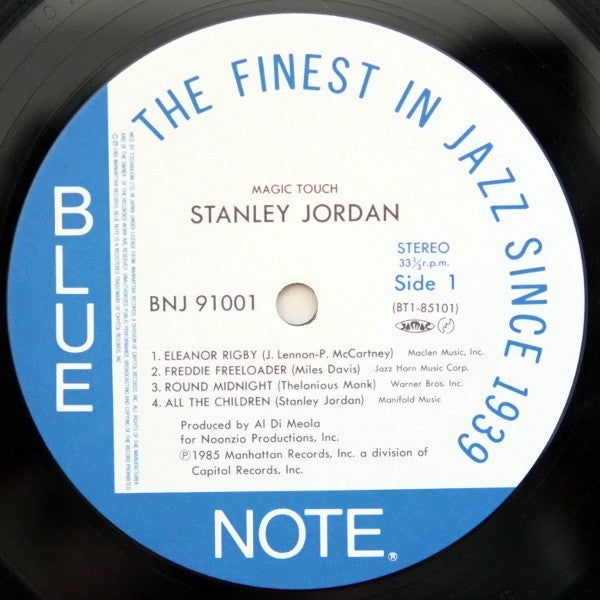 THE FINEST IN JAZZ SINCE 1939
BLUE
NOTE®
MAGIC TOUCH
STANLEY JORDAN
STEREO
33⅓ r.p.m.
BNJ 91001
Side 1
(BT1-85101)
JASRAC
1. ELEANOR RIGBY (J. Lennon-P. McCartney) Maclen Music, Inc.
2. FREDDIE FREELOADER (Miles Davis) Jazz Horn Music Corp.
3. ROUND MIDNIGHT (Thelonious Monk) Warner Bros. Inc.
4. ALL THE CHILDREN (Stanley Jordan) Manifold Music
Produced by Al Di Meola
for Noonzio Productions, Inc.
Ⓟ1985 Manhattan Records, Inc. a division of
Capitol Records, Inc.